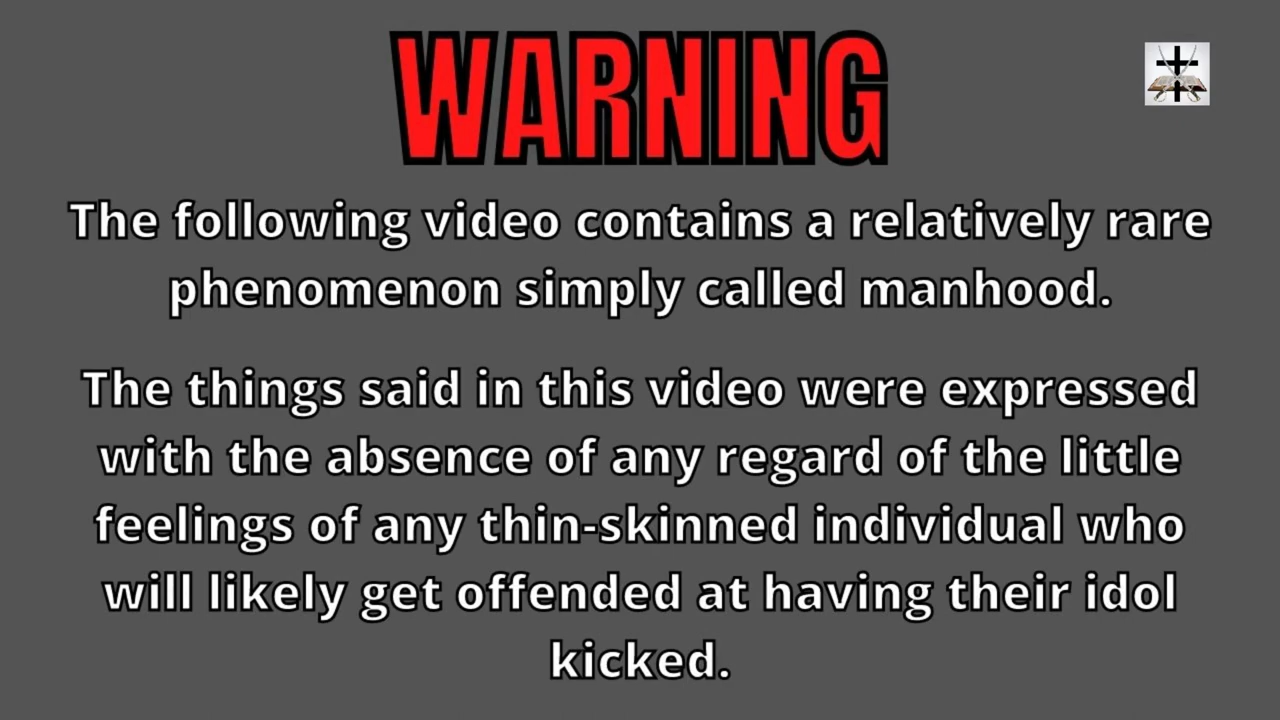 WARNING
The following video contains a relatively rare
phenomenon simply called manhood.
The things said in this video were expressed
with the absence of any regard of the little
feelings of any thin-skinned individual who
will likely get offended at having their idol
kicked.